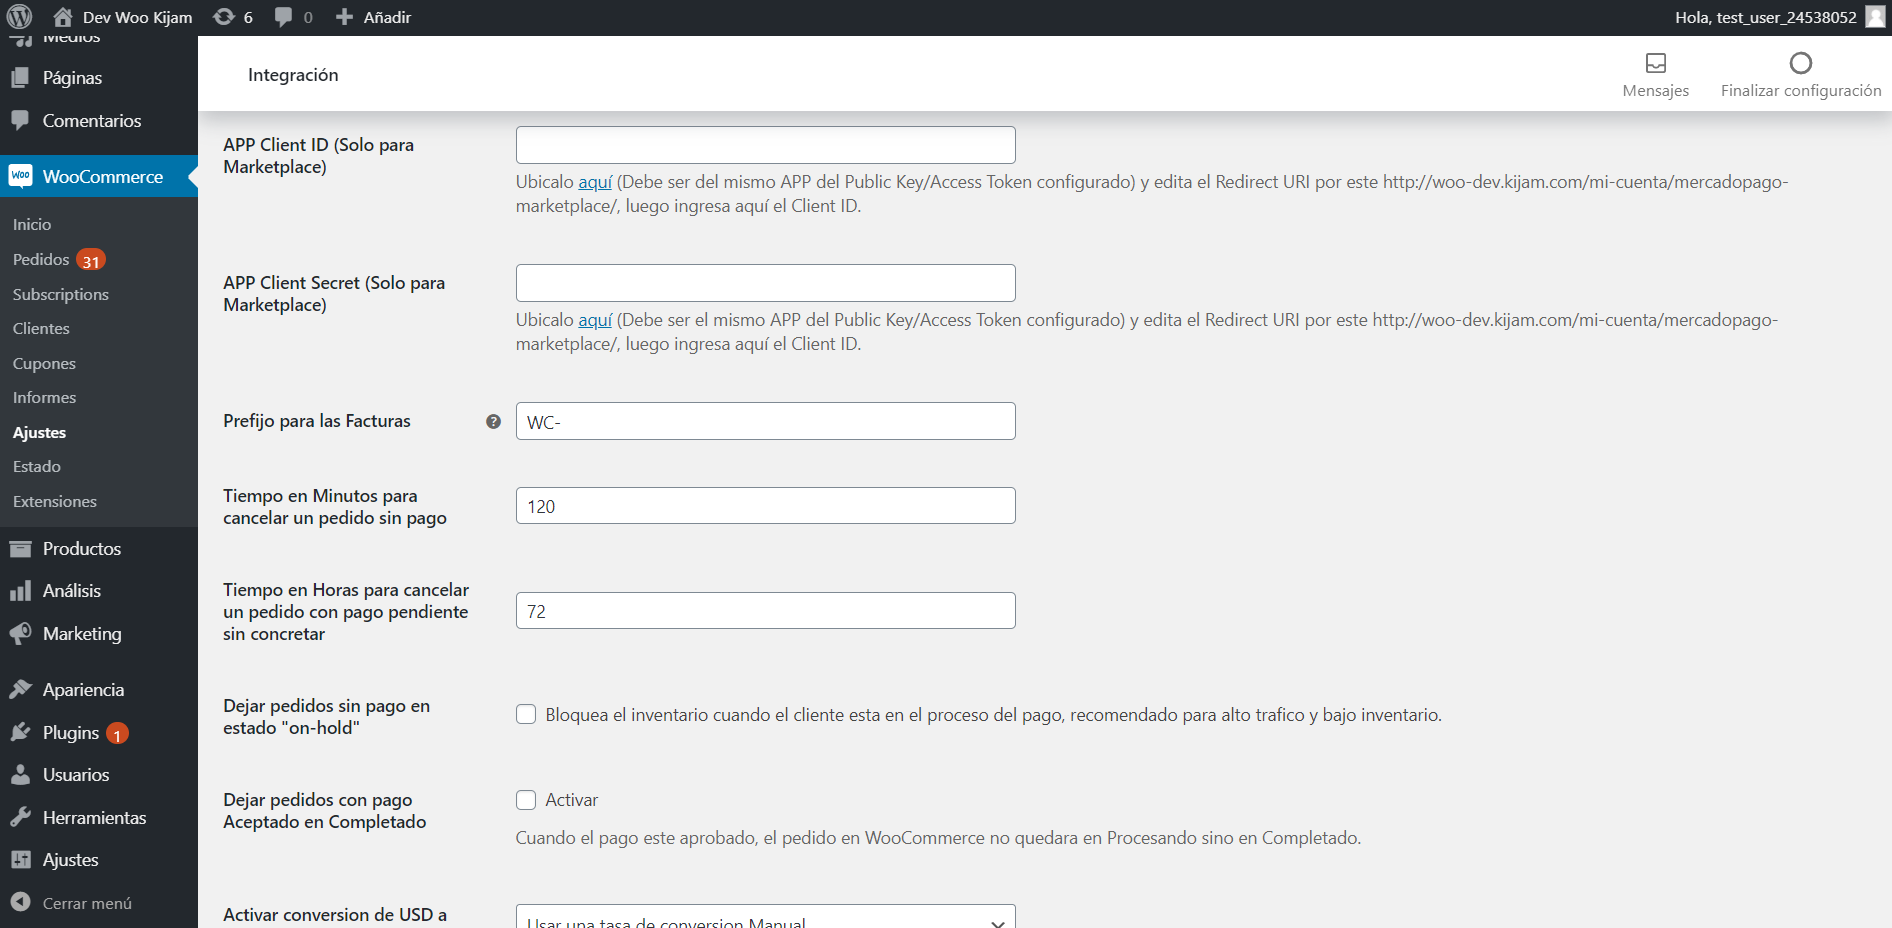 Dev Woo Kijam
6
0
Añadir
Hola, test_user_24538052
Medios
Páginas
Comentarios
WooCommerce
Inicio
Pedidos 31
Subscriptions
Clientes
Cupones
Informes
Ajustes
Estado
Extensiones
Productos
Análisis
Marketing
Apariencia
Plugins 1
Usuarios
Herramientas
Ajustes
Cerrar menú
Integración
Mensajes
Finalizar configuración
APP Client ID (Solo para
Marketplace)
Ubicalo aquí (Debe ser del mismo APP del Public Key/Access Token configurado) y edita el Redirect URI por este http://woo-dev.kijam.com/mi-cuenta/mercadopago-
marketplace/, luego ingresa aquí el Client ID.
APP Client Secret (Solo para
Marketplace)
Ubicalo aquí (Debe ser el mismo APP del Public Key/Access Token configurado) y edita el Redirect URI por este http://woo-dev.kijam.com/mi-cuenta/mercadopago-
marketplace/, luego ingresa aquí el Client ID.
Prefijo para las Facturas
WC-
Tiempo en Minutos para
cancelar un pedido sin pago
120
Tiempo en Horas para cancelar
un pedido con pago pendiente
sin concretar
72
Dejar pedidos sin pago en
estado "on-hold"
Bloquea el inventario cuando el cliente esta en el proceso del pago, recomendado para alto trafico y bajo inventario.
Dejar pedidos con pago
Aceptado en Completado
Activar
Cuando el pago este aprobado, el pedido en WooCommerce no quedara en Procesando sino en Completado.
Activar conversion de USD a
Usar una tasa de conversion Manual